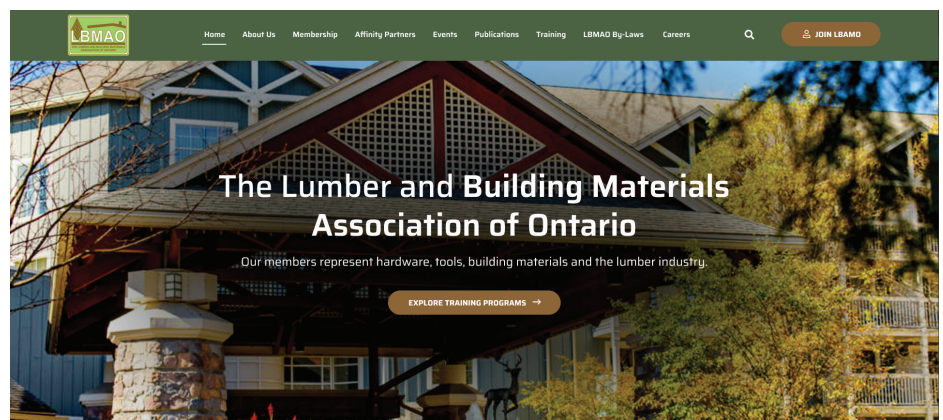 LBMAO
Home About Us Membership Affinity Partners Events Publications Training LBMAO By-Laws Careers
JOIN LBAMO
The Lumber and Building Materials
Association of Ontario
Our members represent hardware, tools, building materials and the lumber industry.
EXPLORE TRAINING PROGRAMS